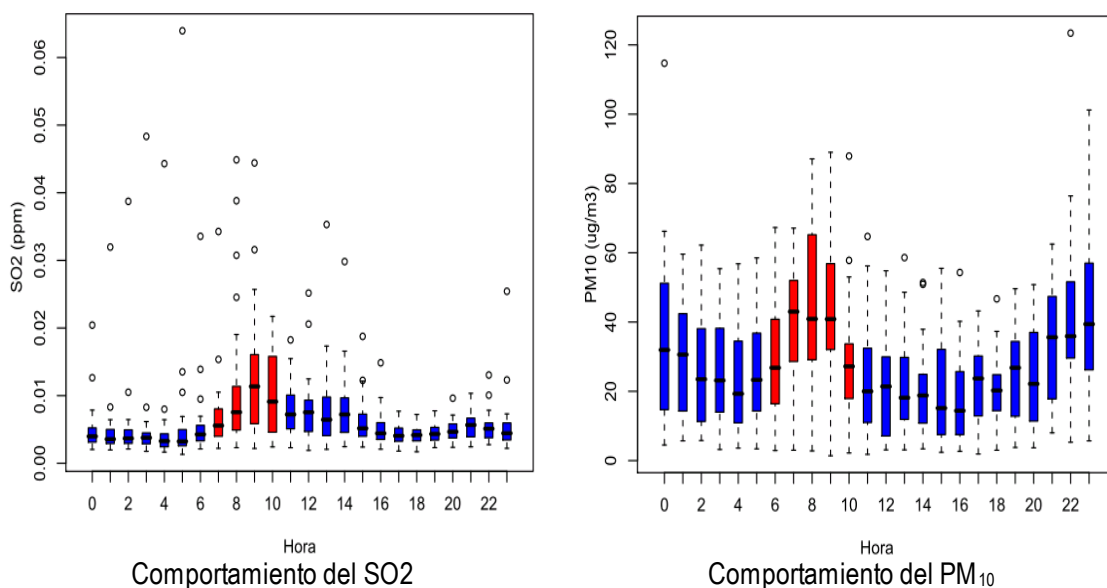 SO2 (ppm)
0.06
0.05
0.04
0.03
0.02
0.01
0.00
0 2 4 6 8 10 12 14 16 18 20 22
Hora
Comportamiento del SO2
PM10 (ug/m3)
120
100
80
60
40
20
0
0 2 4 6 8 10 12 14 16 18 20 22
Hora
Comportamiento del PM₁₀